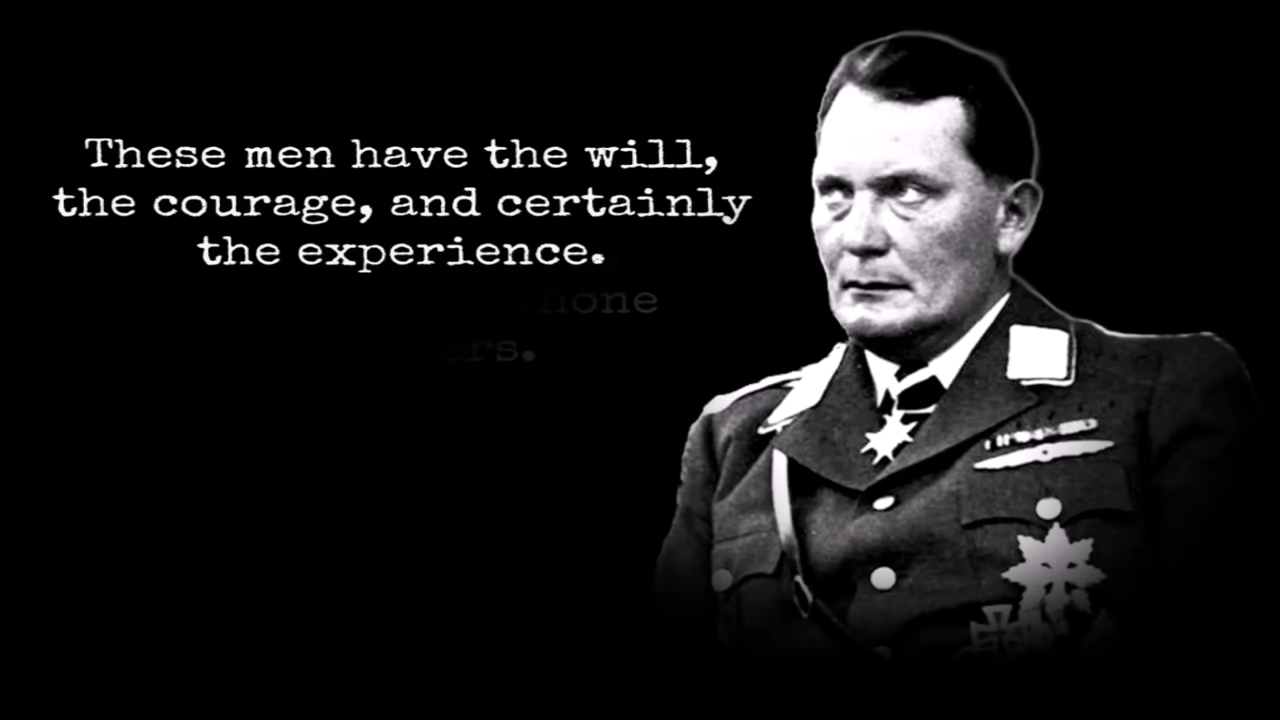 These men have the will,
the courage, and certainly
the experience.